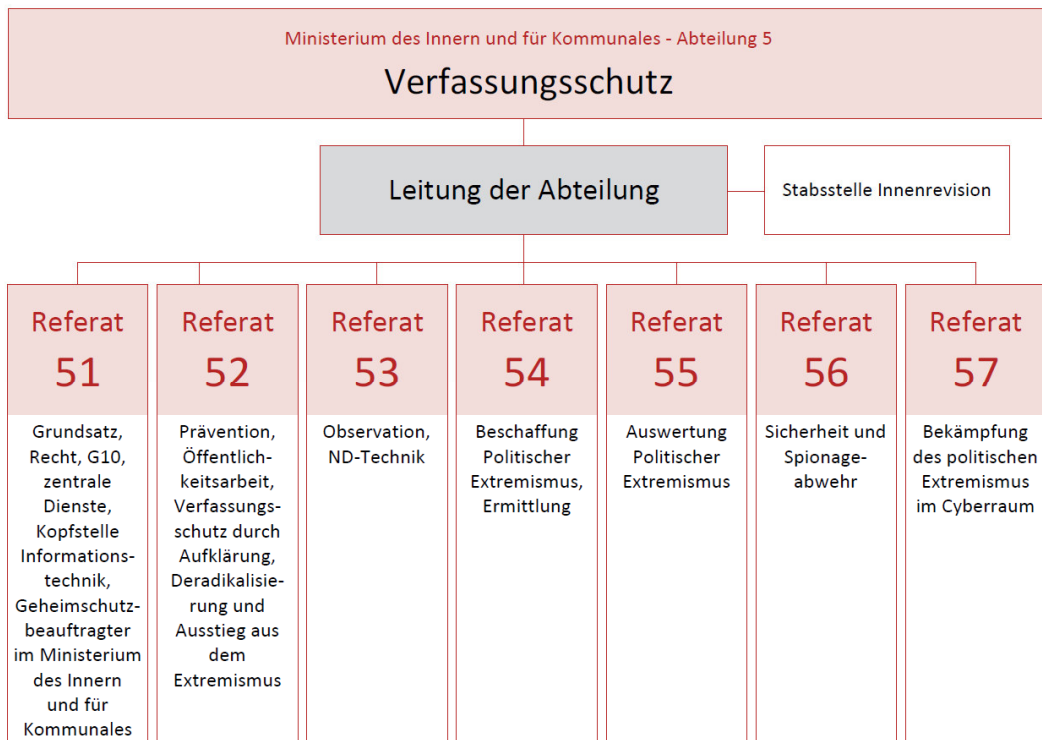 Ministerium des Innern und für Kommunales - Abteilung 5
Verfassungsschutz
Leitung der Abteilung
Stabsstelle Innenrevision
Referat
51
Grundsatz,
Recht, G10,
zentrale
Dienste,
Kopfstelle
Informations-
technik,
Geheimschutz-
beauftragter
im Ministerium
des Innern
und für
Kommunales
Referat
52
Prävention,
Öffentlich-
keitsarbeit,
Verfassungs-
schutz durch
Aufklärung,
Deradikalisie-
rung und
Ausstieg aus
dem
Extremismus
Referat
53
Observation,
ND-Technik
Referat
54
Beschaffung
Politischer
Extremismus,
Ermittlung
Referat
55
Auswertung
Politischer
Extremismus
Referat
56
Sicherheit und
Spionage-
abwehr
Referat
57
Bekämpfung
des politischen
Extremismus
im Cyberraum